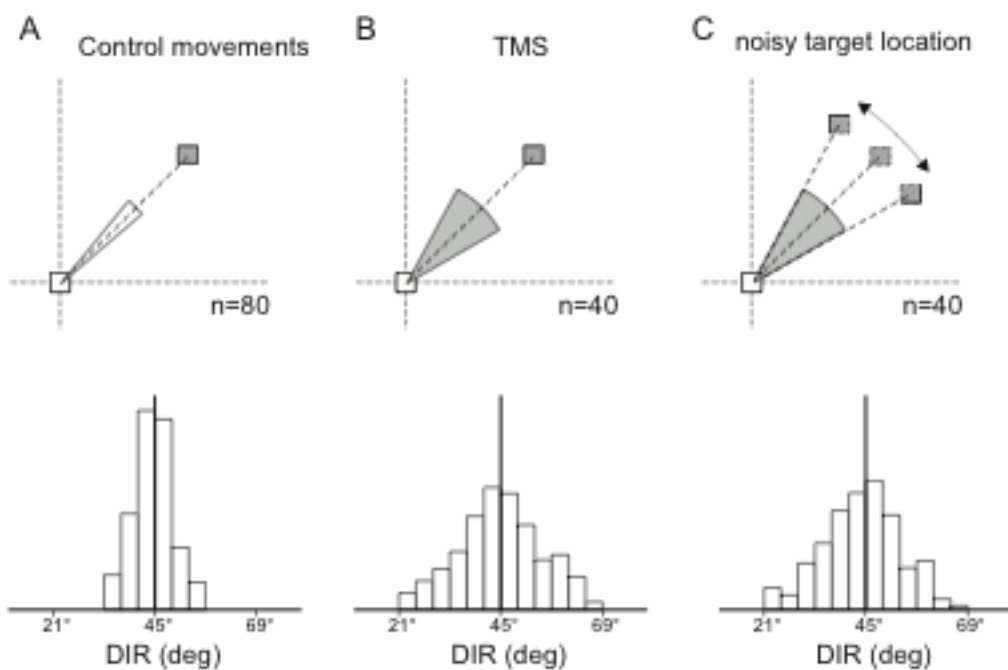 A
Control movements
n=80
21° 45° 69°
DIR (deg)
B
TMS
n=40
21° 45° 69°
DIR (deg)
C
noisy target location
n=40
21° 45° 69°
DIR (deg)